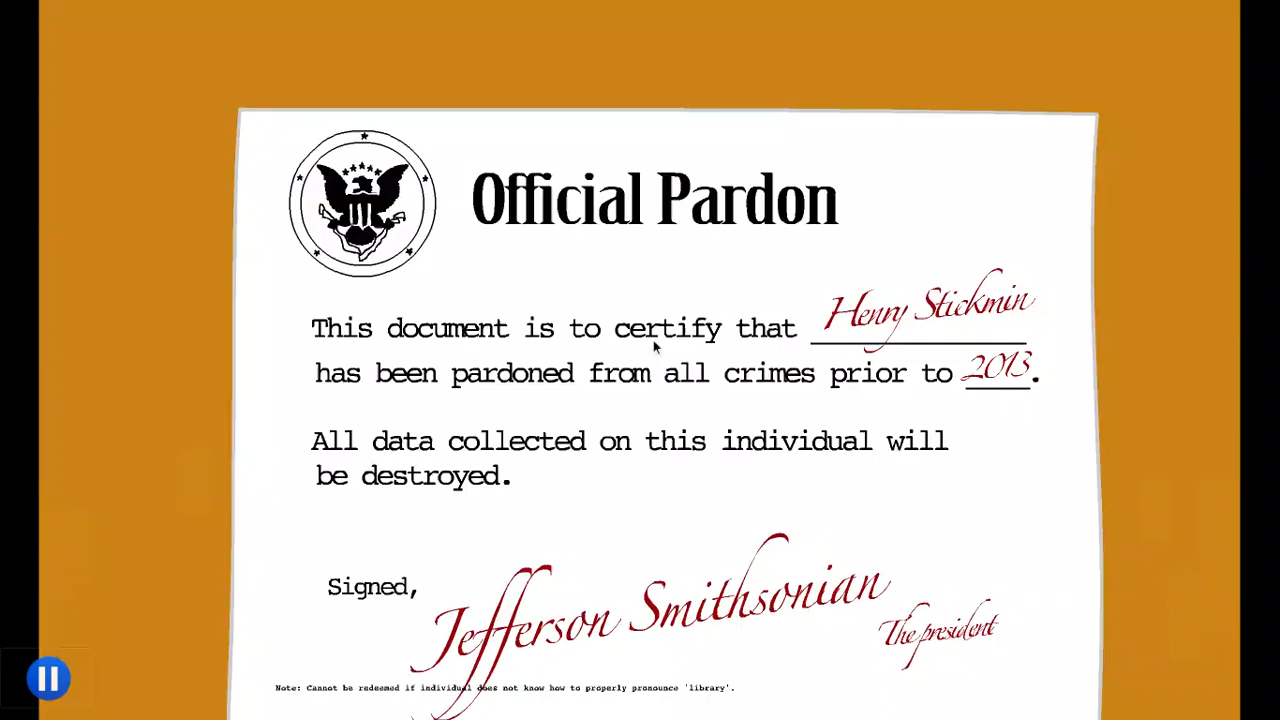 Official Pardon
This document is to certify that Henry Stickmin
has been pardoned from all crimes prior to 2013.
All data collected on this individual will
be destroyed.
Signed,
Jefferson Smithsonian
The president
Note: Cannot be redeemed if individual does not know how to properly pronounce 'library'.